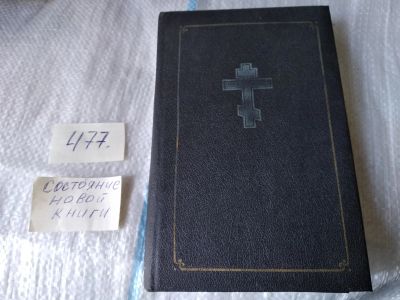 477.
Состояние
новой
книги